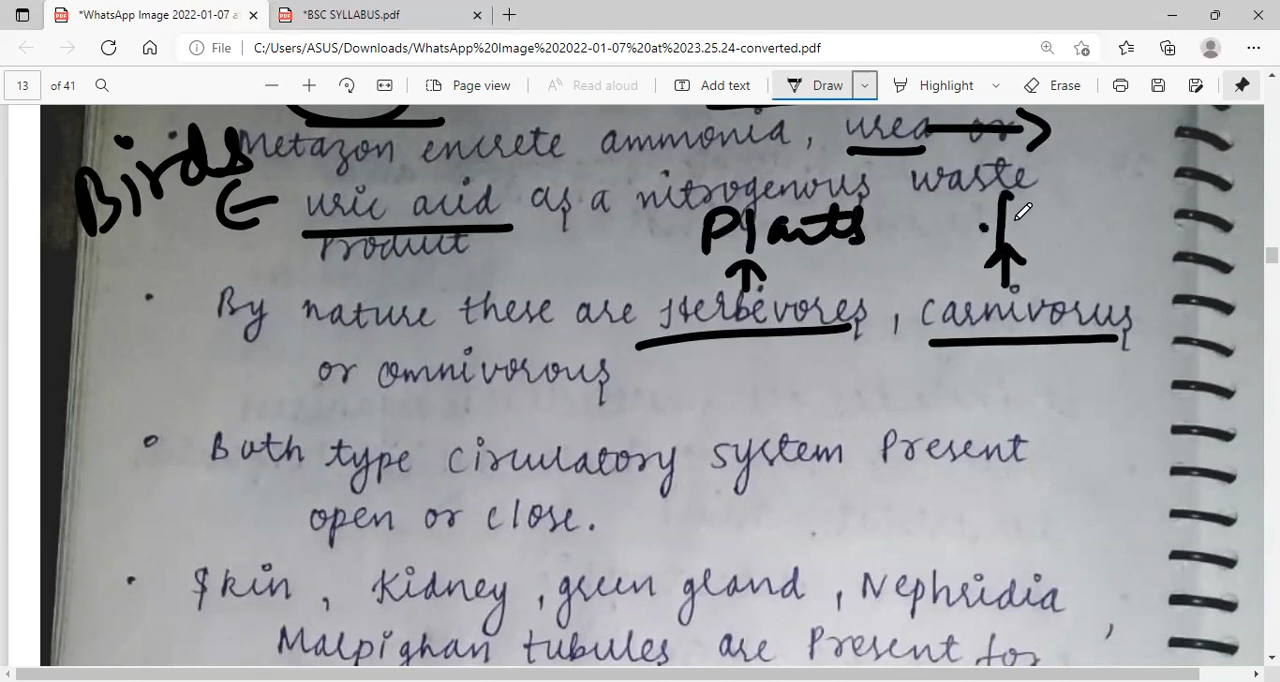 *WhatsApp Image 2022-01-07 a
*BSC SYLLABUS.pdf
File
C:/Users/ASUS/Downloads/WhatsApp%20Image%202022-01-07%20at%2023.25.24-converted.pdf
13 of 41
Page view
Read aloud
Add text
Draw
Highlight
Erase
Birds
Metazon encrete ammonia, urea or
uric acid as a nitrogenous waste
Product
Plants
By nature these are Herbevores, carnivorus
or omnivorous
Both type circulatory system Present
open or close.
Skin, Kidney, green gland, Nephridia,
Malpighan tubules are Present for